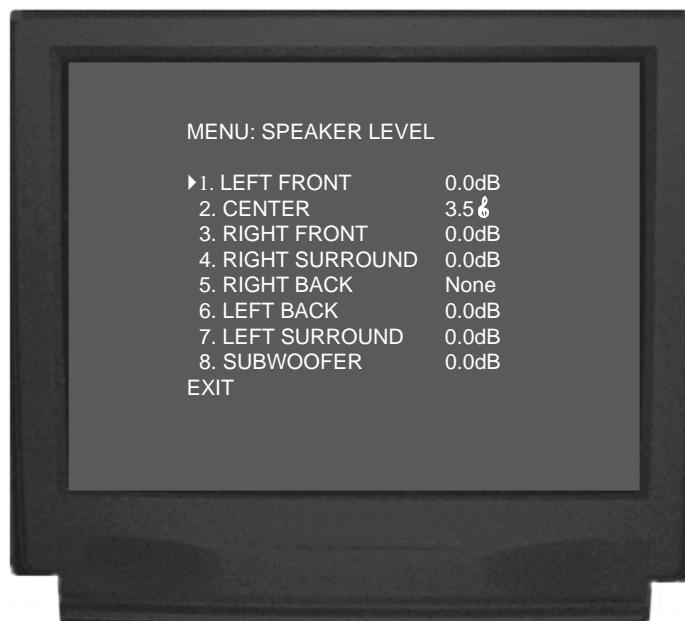 MENU: SPEAKER LEVEL
1. LEFT FRONT 0.0dB
2. CENTER 3.5
3. RIGHT FRONT 0.0dB
4. RIGHT SURROUND 0.0dB
5. RIGHT BACK None
6. LEFT BACK 0.0dB
7. LEFT SURROUND 0.0dB
8. SUBWOOFER 0.0dB
EXIT